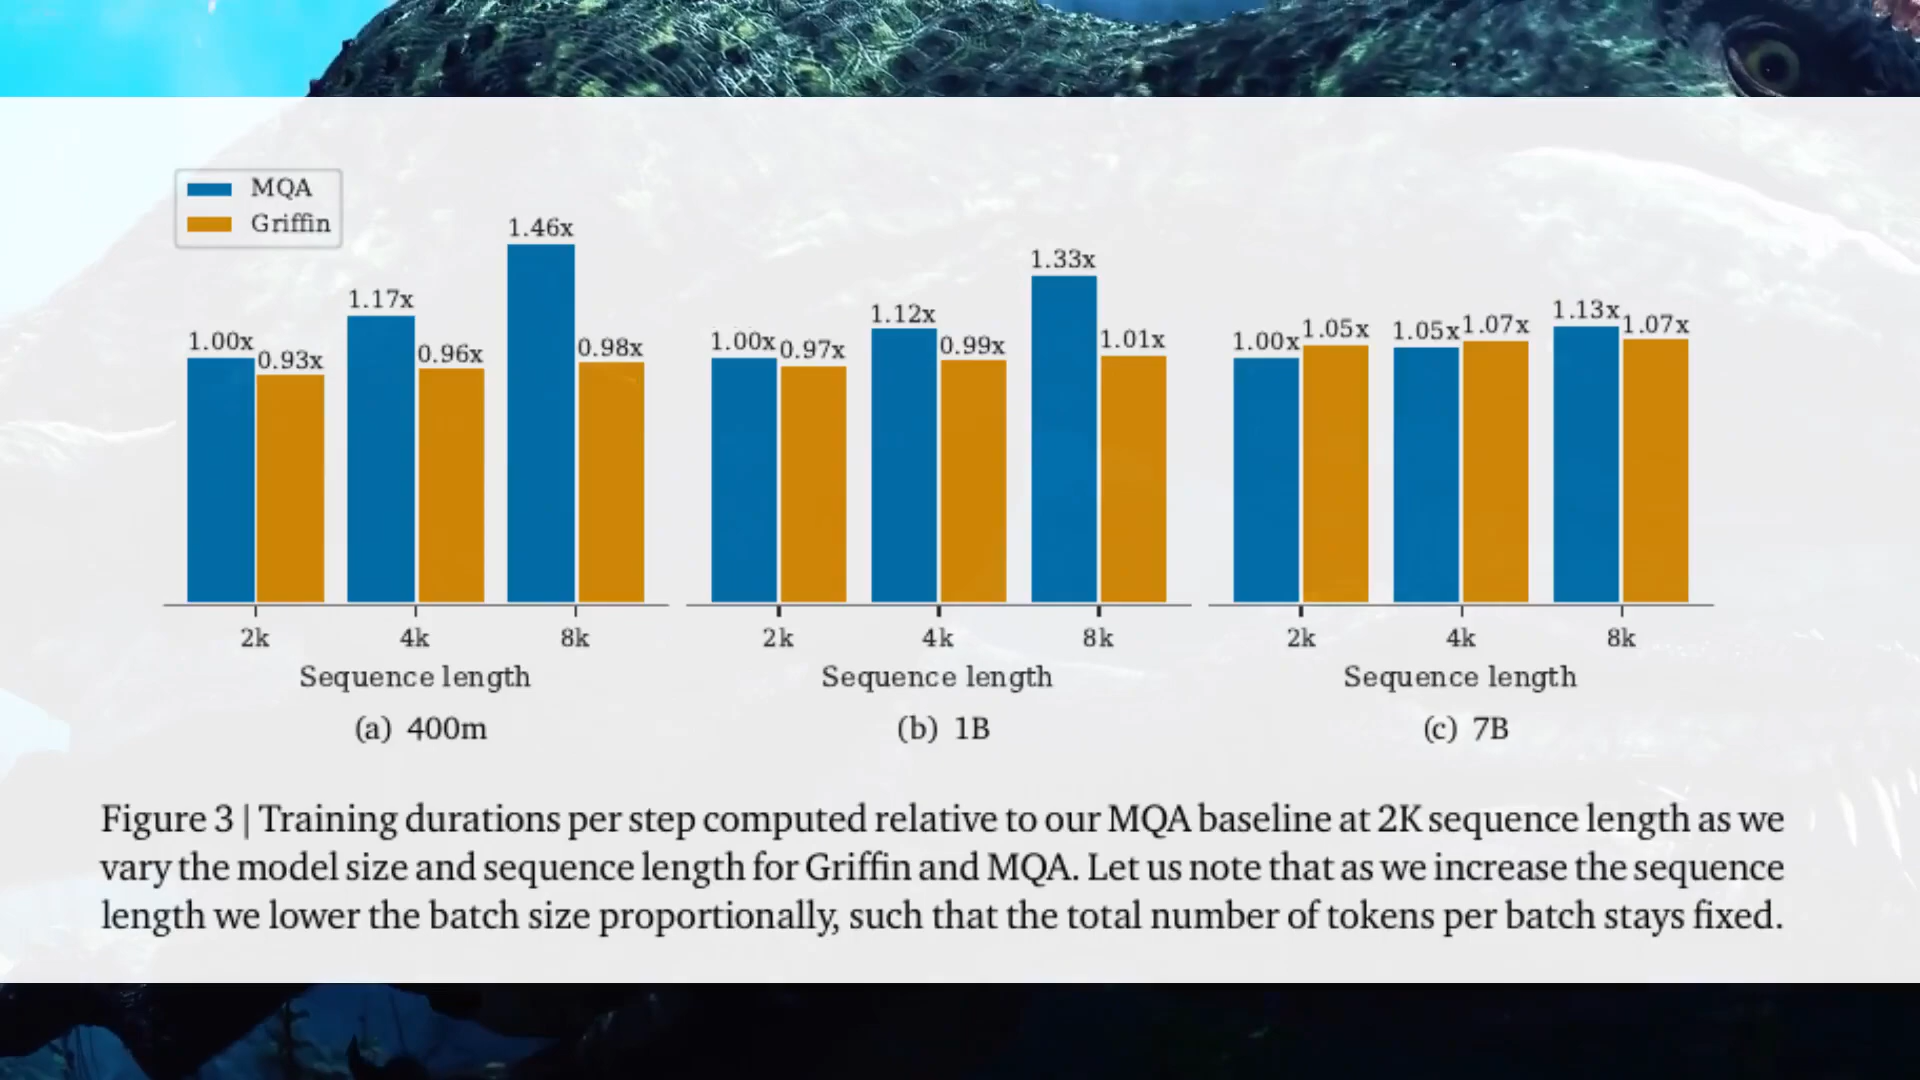 MQA
Griffin
1.00x 0.93x 1.17x 0.96x 1.46x 0.98x
1.00x 0.97x 1.12x 0.99x 1.33x 1.01x
1.00x 1.05x 1.05x 1.07x 1.13x 1.07x
2k 4k 8k
2k 4k 8k
2k 4k 8k
Sequence length
Sequence length
Sequence length
(a) 400m
(b) 1B
(c) 7B
Figure 3 | Training durations per step computed relative to our MQA baseline at 2K sequence length as we
vary the model size and sequence length for Griffin and MQA. Let us note that as we increase the sequence
length we lower the batch size proportionally, such that the total number of tokens per batch stays fixed.